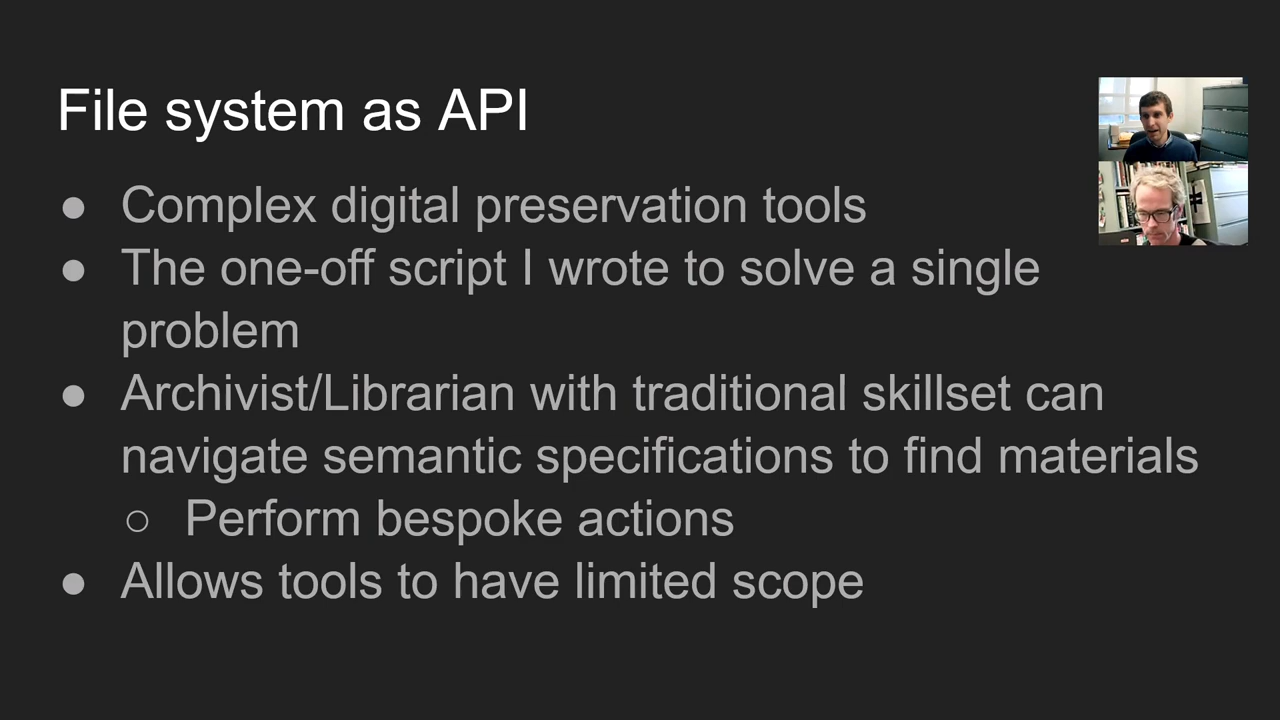 File system as API
● Complex digital preservation tools
● The one-off script I wrote to solve a single
problem
● Archivist/Librarian with traditional skillset can
navigate semantic specifications to find materials
○ Perform bespoke actions
● Allows tools to have limited scope